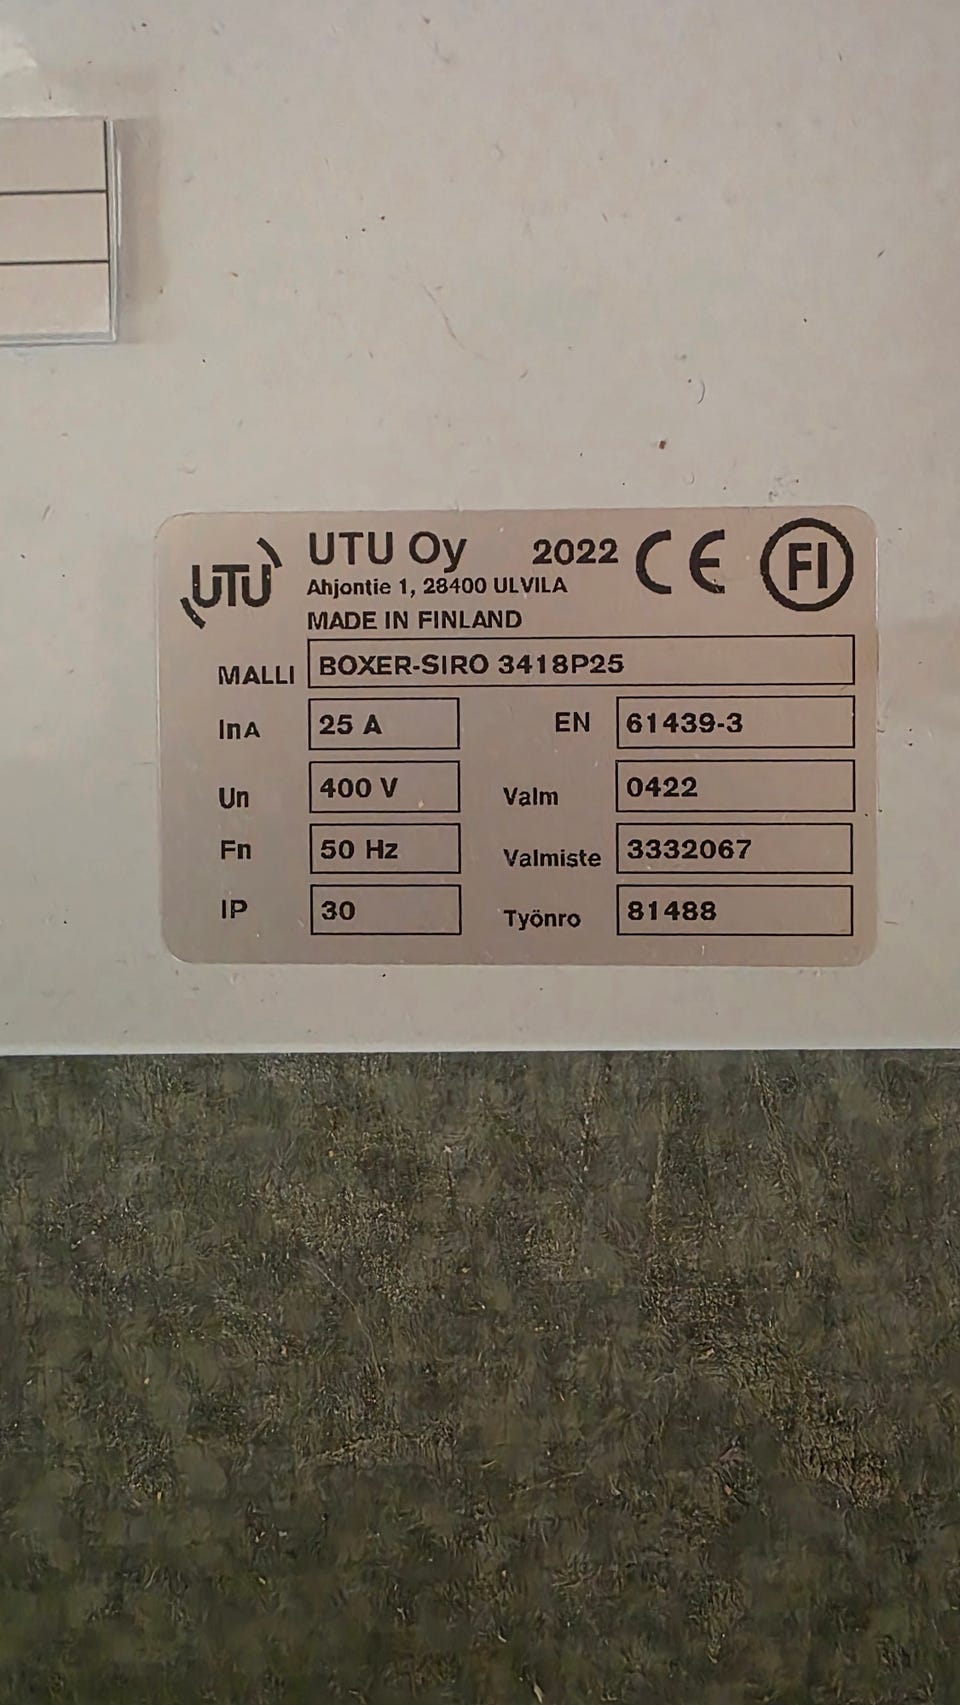 UTU UTU Oy 2022 CE FI
Ahjontie 1, 28400 ULVILA
MADE IN FINLAND
MALLI BOXER-SIRO 3418P25
InA 25 A EN 61439-3
Un 400 V Valm 0422
Fn 50 Hz Valmiste 3332067
IP 30 Työnro 81488